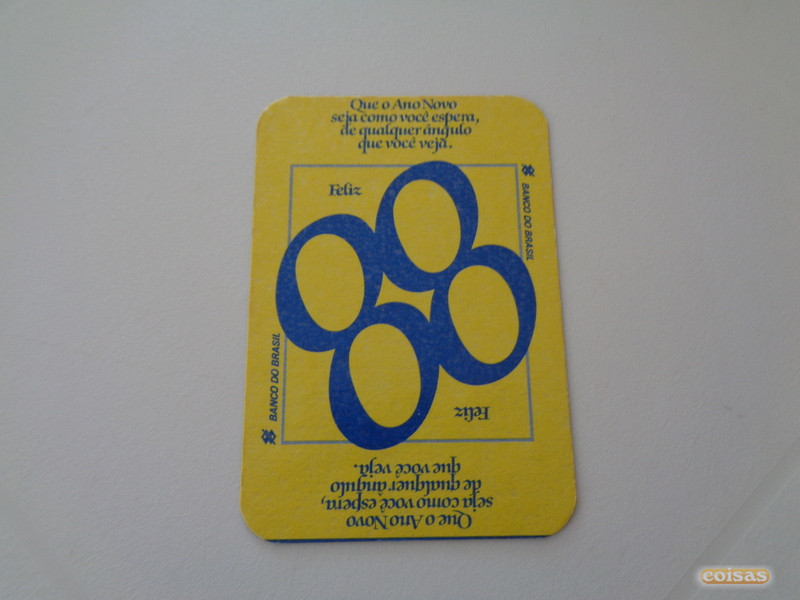 Que o Ano Novo
seja como você espera,
de qualquer ângulo
que você veja.
Feliz
88
BANCO DO BRASIL
BANCO DO BRASIL
Feliz
Que o Ano Novo
seja como você espera,
de qualquer ângulo
que você veja.
coisas